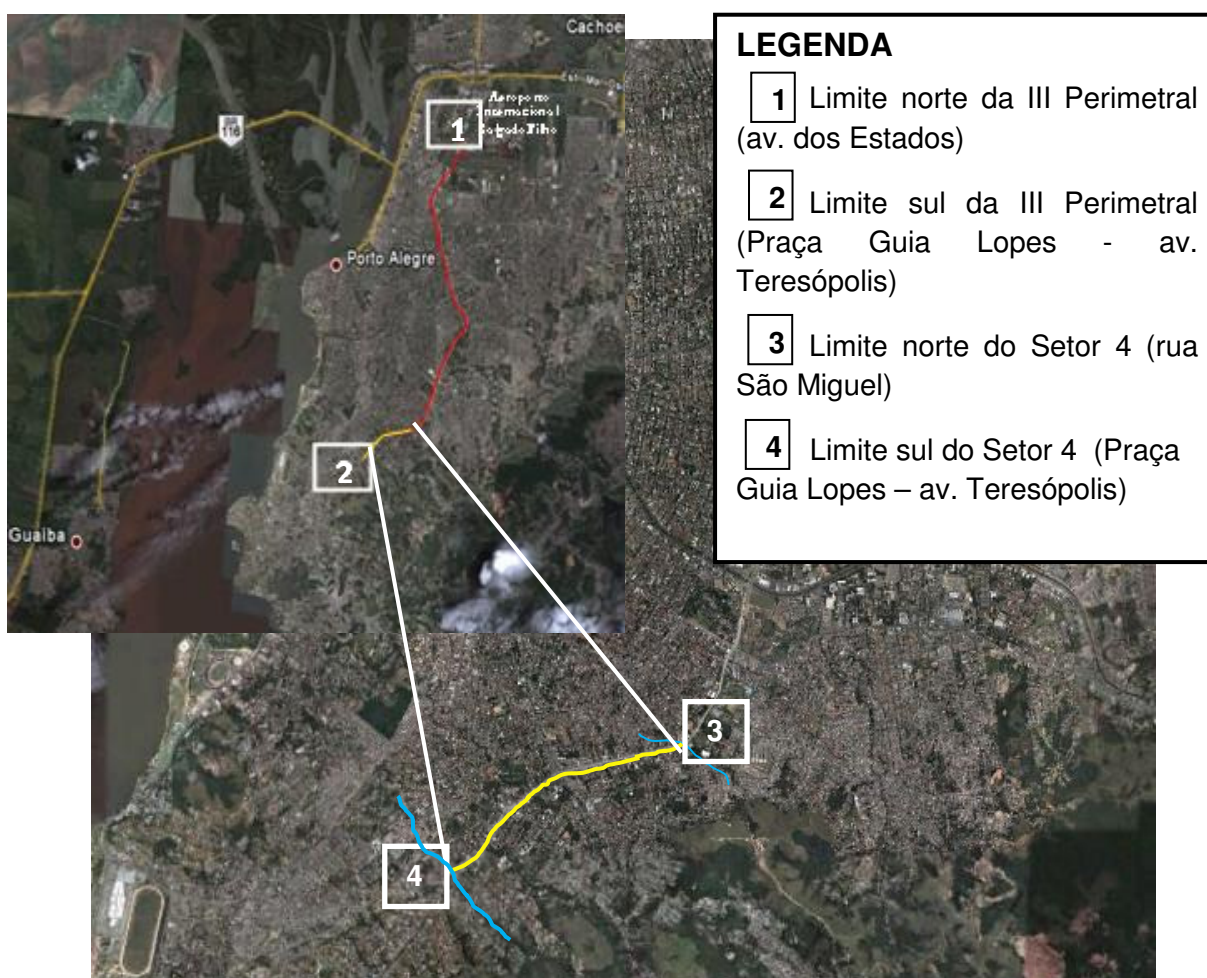 Cachoe
BR
116
Aeroporto
Internacional
Salgado Filho
1
Porto Alegre
2
Guaíba
3
4
LEGENDA
1 Limite norte da III Perimetral
(av. dos Estados)
2 Limite sul da III Perimetral
(Praça Guia Lopes - av.
Teresópolis)
3 Limite norte do Setor 4 (rua
São Miguel)
4 Limite sul do Setor 4 (Praça
Guia Lopes – av. Teresópolis)